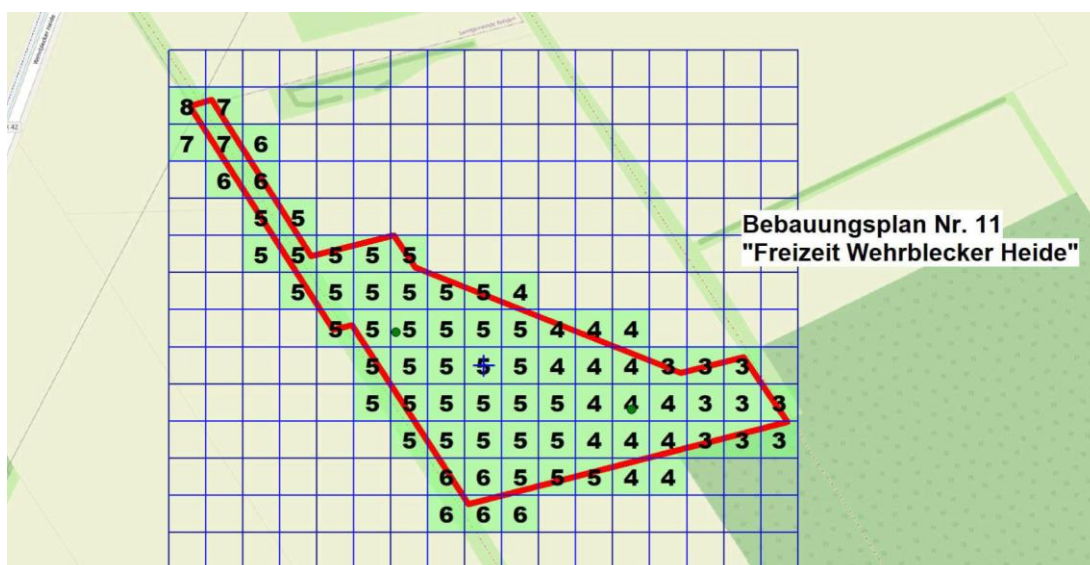 Wehrblecker Heide
42
8 7
7 7 6
6 6
5 5
Bebauungsplan Nr. 11
"Freizeit Wehrblecker Heide"
5 5 5 5 5
5 5 5 5 5 5 4
5 5 5 5 5 5 4 4 4
5 5 5 5 5 4 4 4 3 3 3
5 5 5 5 5 5 4 4 4 3 3 3
5 5 5 5 5 4 4 4 3 3 3
6 6 5 5 5 4 4
6 6 6